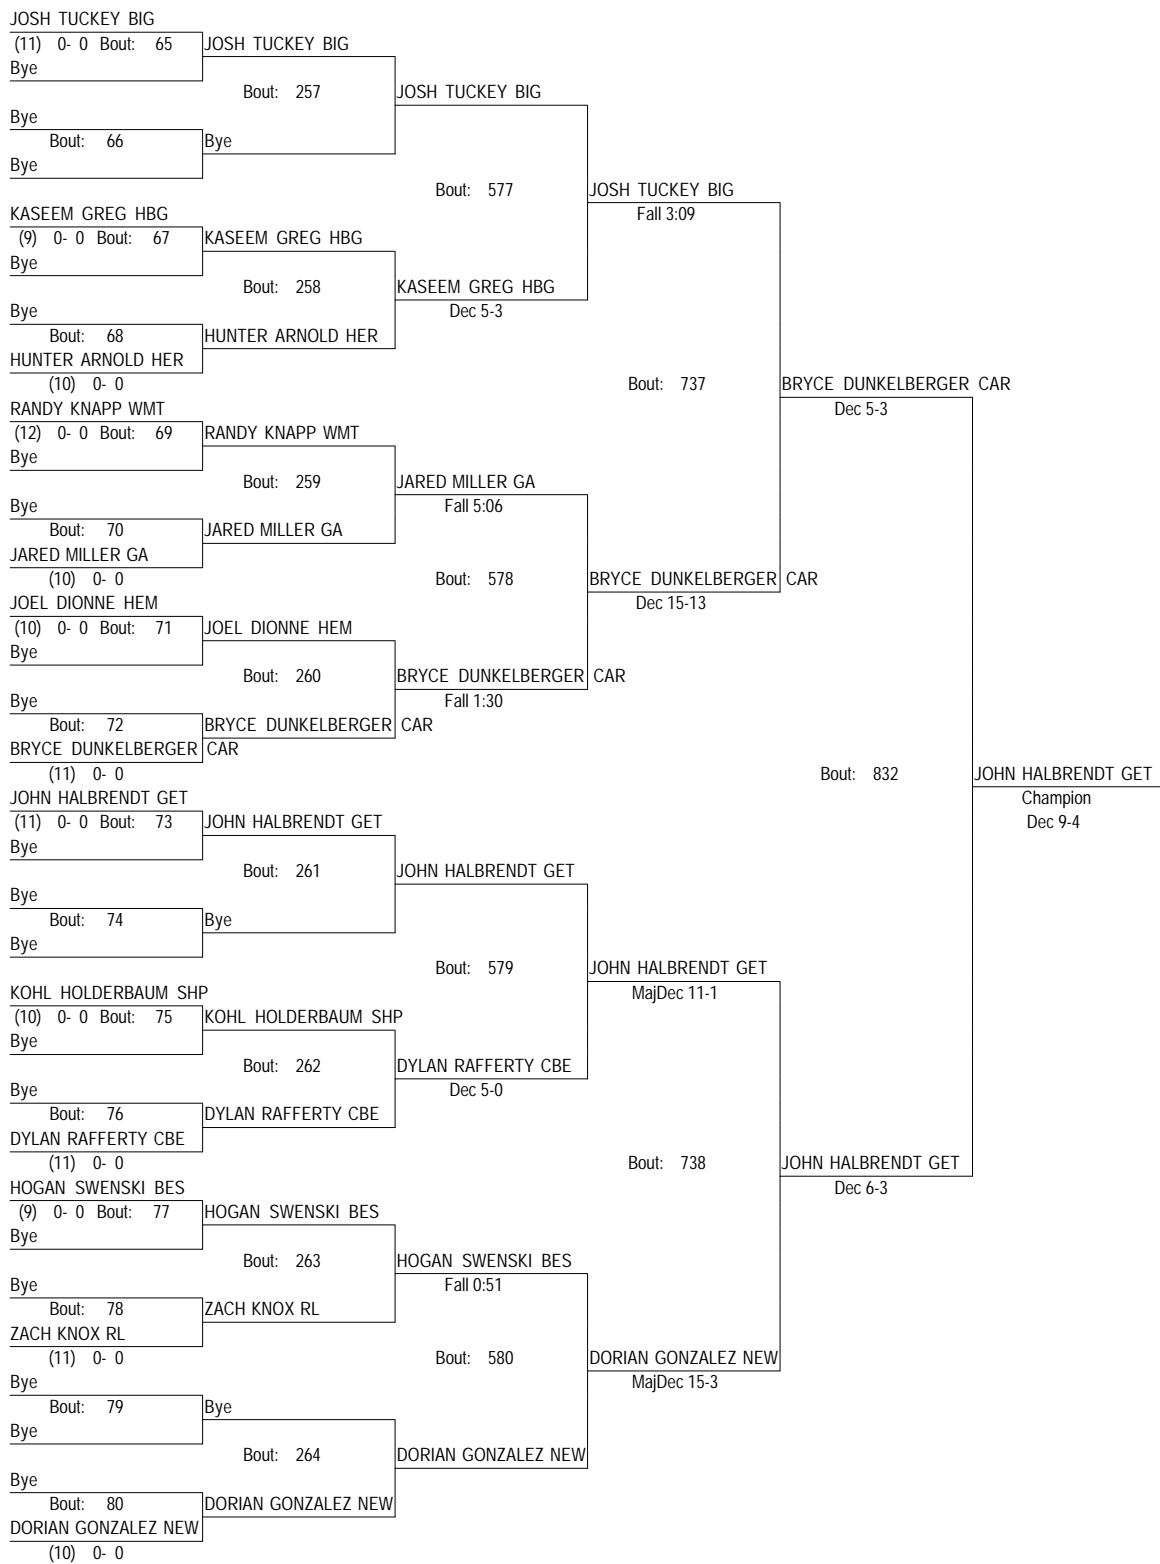 JOSH TUCKEY BIG
(11) 0- 0 Bout: 65 JOSH TUCKEY BIG
Bye
Bout: 257 JOSH TUCKEY BIG
Bye
Bout: 66 Bye
Bye
Bout: 577 JOSH TUCKEY BIG
KASEEM GREG HBG Fall 3:09
(9) 0- 0 Bout: 67 KASEEM GREG HBG
Bye
Bout: 258 KASEEM GREG HBG
Bye Dec 5-3
Bout: 68 HUNTER ARNOLD HER
HUNTER ARNOLD HER
(10) 0- 0 Bout: 737 BRYCE DUNKELBERGER CAR
RANDY KNAPP WMT Dec 5-3
(12) 0- 0 Bout: 69 RANDY KNAPP WMT
Bye
Bout: 259 JARED MILLER GA
Bye Fall 5:06
Bout: 70 JARED MILLER GA
JARED MILLER GA
(10) 0- 0 Bout: 578 BRYCE DUNKELBERGER CAR
JOEL DIONNE HEM Dec 15-13
(10) 0- 0 Bout: 71 JOEL DIONNE HEM
Bye
Bout: 260 BRYCE DUNKELBERGER CAR
Bye Fall 1:30
Bout: 72 BRYCE DUNKELBERGER CAR
BRYCE DUNKELBERGER CAR
(11) 0- 0 Bout: 832 JOHN HALBRENDT GET
JOHN HALBRENDT GET Champion
(11) 0- 0 Bout: 73 JOHN HALBRENDT GET Dec 9-4
Bye
Bout: 261 JOHN HALBRENDT GET
Bye
Bout: 74 Bye
Bye
Bout: 579 JOHN HALBRENDT GET
KOHL HOLDERBAUM SHP MajDec 11-1
(10) 0- 0 Bout: 75 KOHL HOLDERBAUM SHP
Bye
Bout: 262 DYLAN RAFFERTY CBE
Bye Dec 5-0
Bout: 76 DYLAN RAFFERTY CBE
DYLAN RAFFERTY CBE
(11) 0- 0 Bout: 738 JOHN HALBRENDT GET
HOGAN SWENSKI BES Dec 6-3
(9) 0- 0 Bout: 77 HOGAN SWENSKI BES
Bye
Bout: 263 HOGAN SWENSKI BES
Bye Fall 0:51
Bout: 78 ZACH KNOX RL
ZACH KNOX RL
(11) 0- 0 Bout: 580 DORIAN GONZALEZ NEW
Bye MajDec 15-3
Bout: 79 Bye
Bye
Bout: 264 DORIAN GONZALEZ NEW
Bye
Bout: 80 DORIAN GONZALEZ NEW
DORIAN GONZALEZ NEW
(10) 0- 0